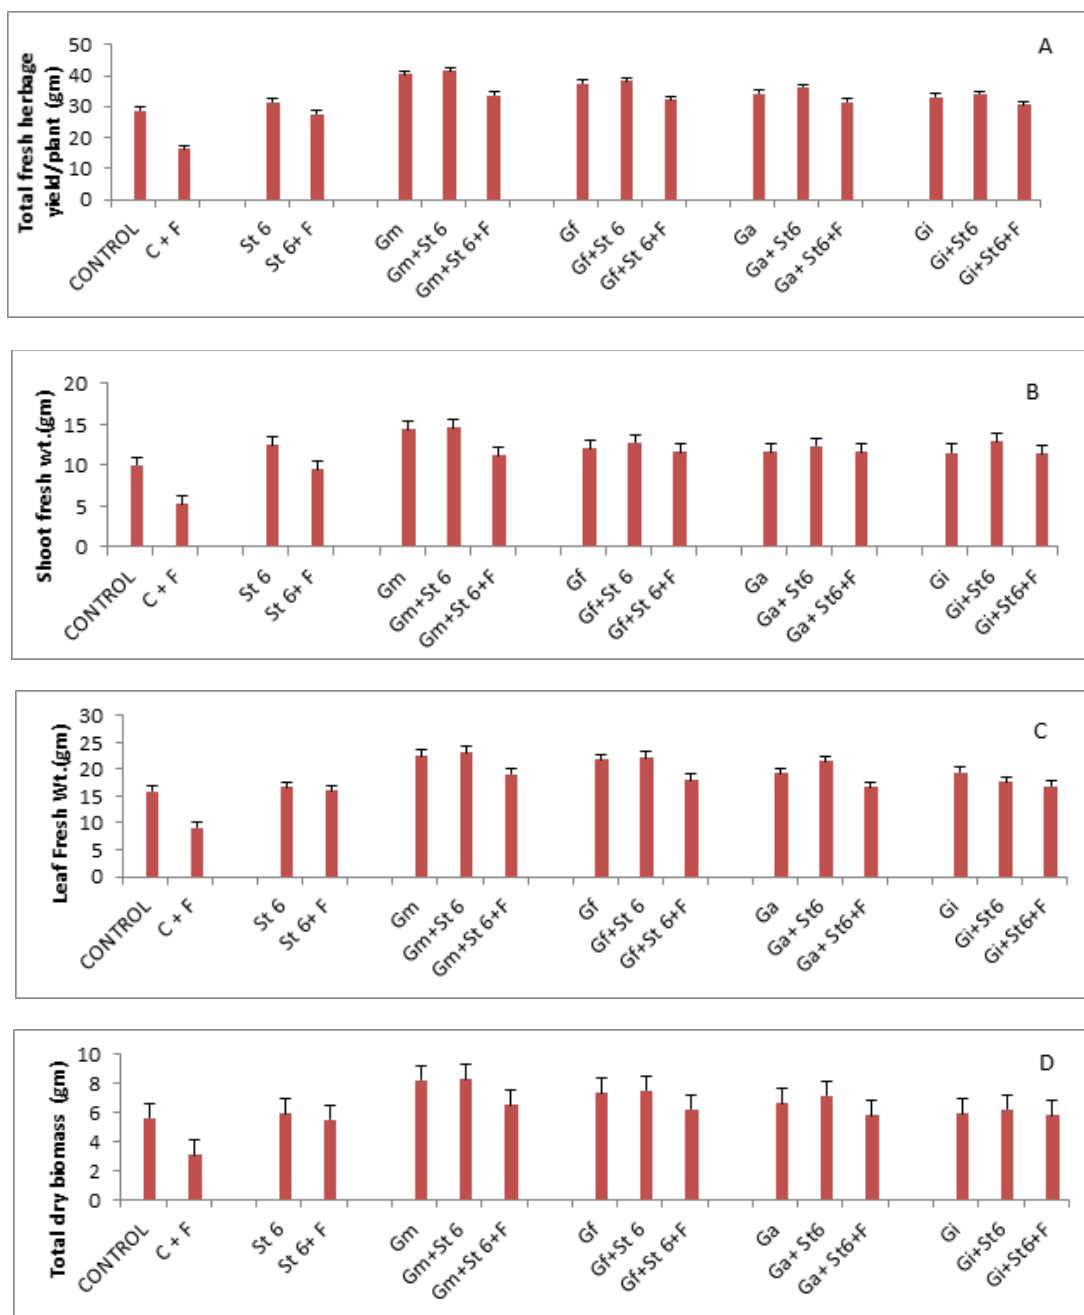 A
Total fresh herbage
yield/plant (gm)
50
40
30
20
10
0
CONTROL
C + F
St 6
St 6+ F
Gm
Gm+St 6
Gm+St 6+F
Gf
Gf+St 6
Gf+St 6+F
Ga
Ga+ St6
Ga+ St6+F
Gi
Gi+St6
Gi+St6+F
B
Shoot fresh wt.(gm)
20
15
10
5
0
CONTROL
C + F
St 6
St 6+ F
Gm
Gm+St 6
Gm+St 6+F
Gf
Gf+St 6
Gf+St 6+F
Ga
Ga+ St6
Ga+ St6+F
Gi
Gi+St6
Gi+St6+F
C
Leaf Fresh Wt.(gm)
30
25
20
15
10
5
0
CONTROL
C + F
St 6
St 6+ F
Gm
Gm+St 6
Gm+St 6+F
Gf
Gf+St 6
Gf+St 6+F
Ga
Ga+ St6
Ga+ St6+F
Gi
Gi+St6
Gi+St6+F
D
Total dry biomass (gm)
10
8
6
4
2
0
CONTROL
C + F
St 6
St 6+ F
Gm
Gm+St 6
Gm+St 6+F
Gf
Gf+St 6
Gf+St 6+F
Ga
Ga+ St6
Ga+ St6+F
Gi
Gi+St6
Gi+St6+F